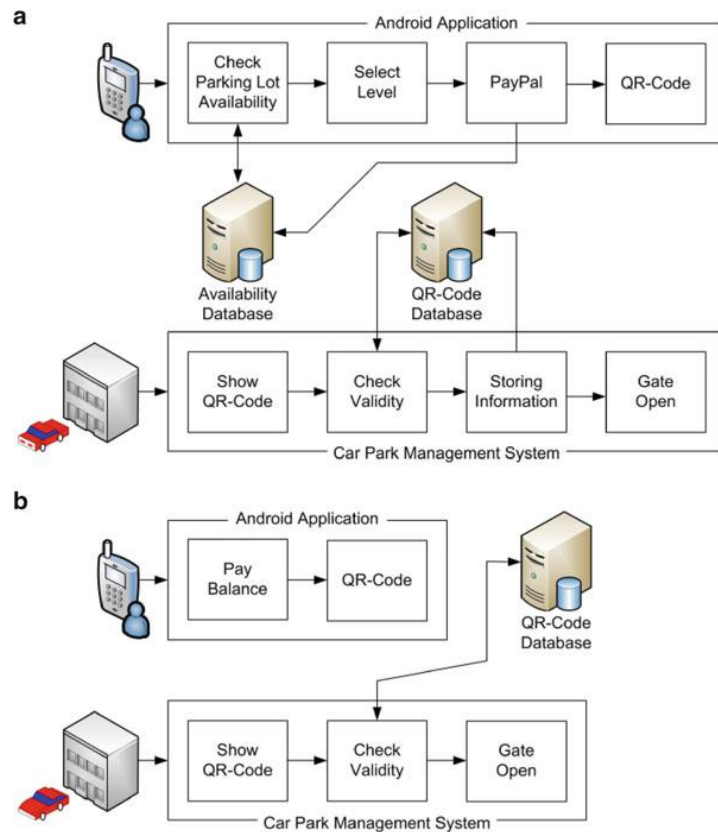 a
Android Application
Check
Parking Lot
Availability
Select
Level
PayPal
QR-Code
Availability
Database
QR-Code
Database
Show
QR-Code
Check
Validity
Storing
Information
Gate
Open
Car Park Management System
b
Android Application
Pay
Balance
QR-Code
QR-Code
Database
Show
QR-Code
Check
Validity
Gate
Open
Car Park Management System